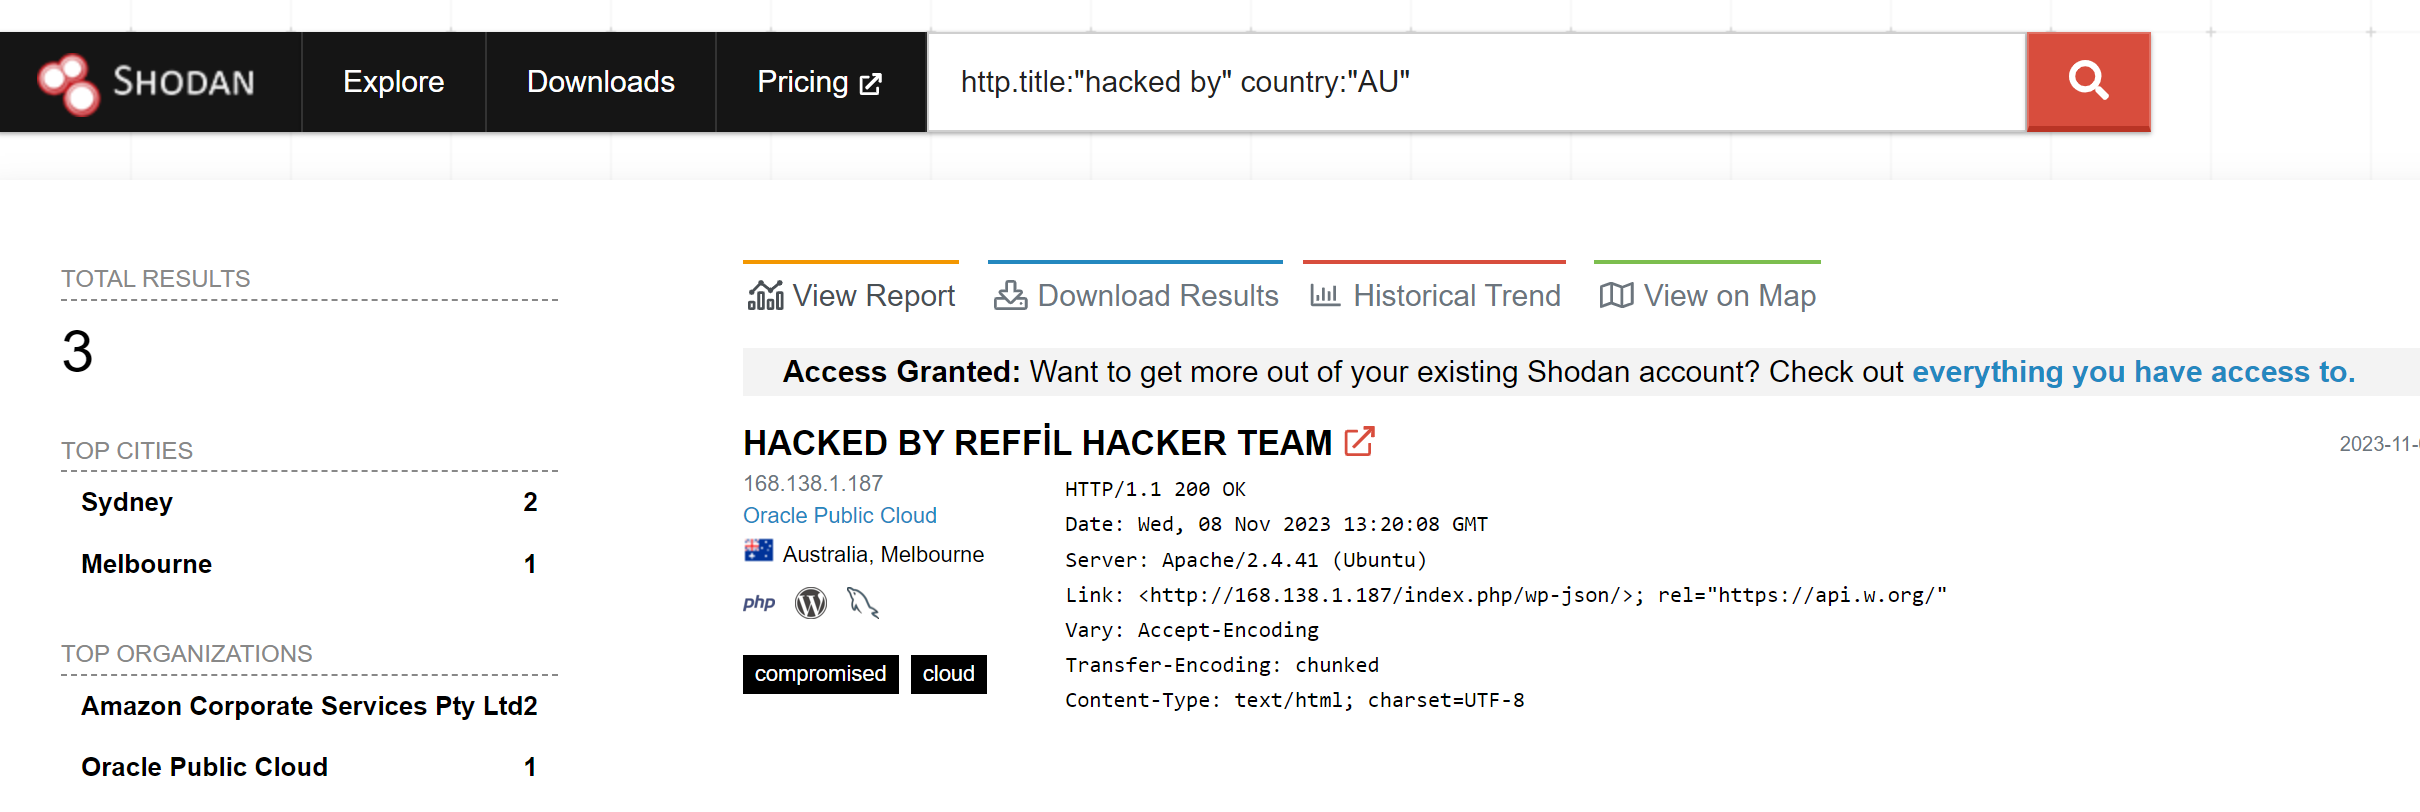 SHODAN
Explore
Downloads
Pricing
http.title:"hacked by" country:"AU"
TOTAL RESULTS
3
TOP CITIES
Sydney 2
Melbourne 1
TOP ORGANIZATIONS
Amazon Corporate Services Pty Ltd2
Oracle Public Cloud 1
View Report
Download Results
Historical Trend
View on Map
Access Granted: Want to get more out of your existing Shodan account? Check out everything you have access to.
HACKED BY REFFİL HACKER TEAM
2023-11-
168.138.1.187
Oracle Public Cloud
Australia, Melbourne
php
compromised
cloud
HTTP/1.1 200 OK
Date: Wed, 08 Nov 2023 13:20:08 GMT
Server: Apache/2.4.41 (Ubuntu)
Link: <http://168.138.1.187/index.php/wp-json/>; rel="https://api.w.org/"
Vary: Accept-Encoding
Transfer-Encoding: chunked
Content-Type: text/html; charset=UTF-8